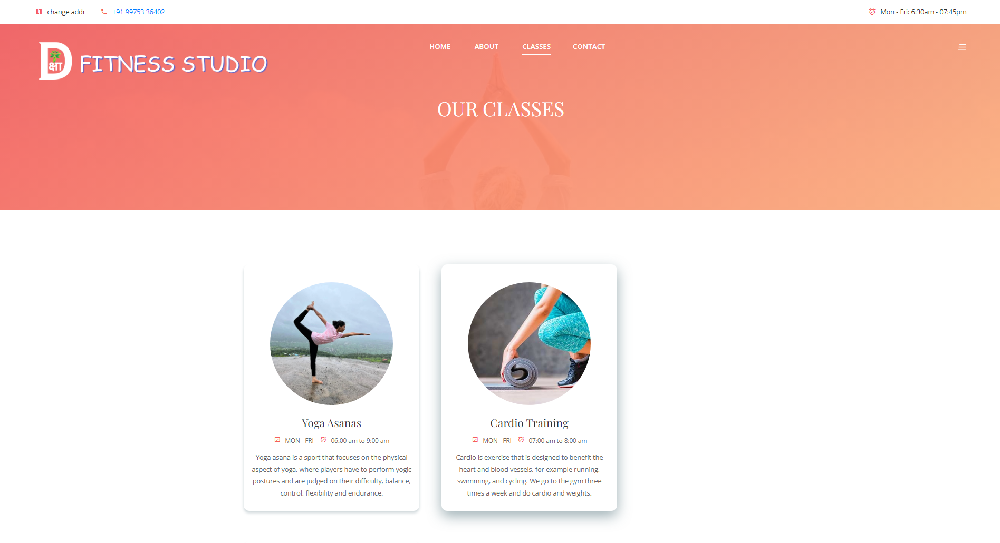 change addr
+91 99753 36402
Mon - Fri: 6:30am - 07:45pm
D क्षा FITNESS STUDIO
HOME
ABOUT
CLASSES
CONTACT
OUR CLASSES
Yoga Asanas
MON - FRI 06:00 am to 9:00 am
Yoga asana is a sport that focuses on the physical
aspect of yoga, where players have to perform yogic
postures and are judged on their difficulty, balance,
control, flexibility and endurance.
Cardio Training
MON - FRI 07:00 am to 8:00 am
Cardio is exercise that is designed to benefit the
heart and blood vessels, for example running,
swimming, and cycling. We go to the gym three
times a week and do cardio and weights.